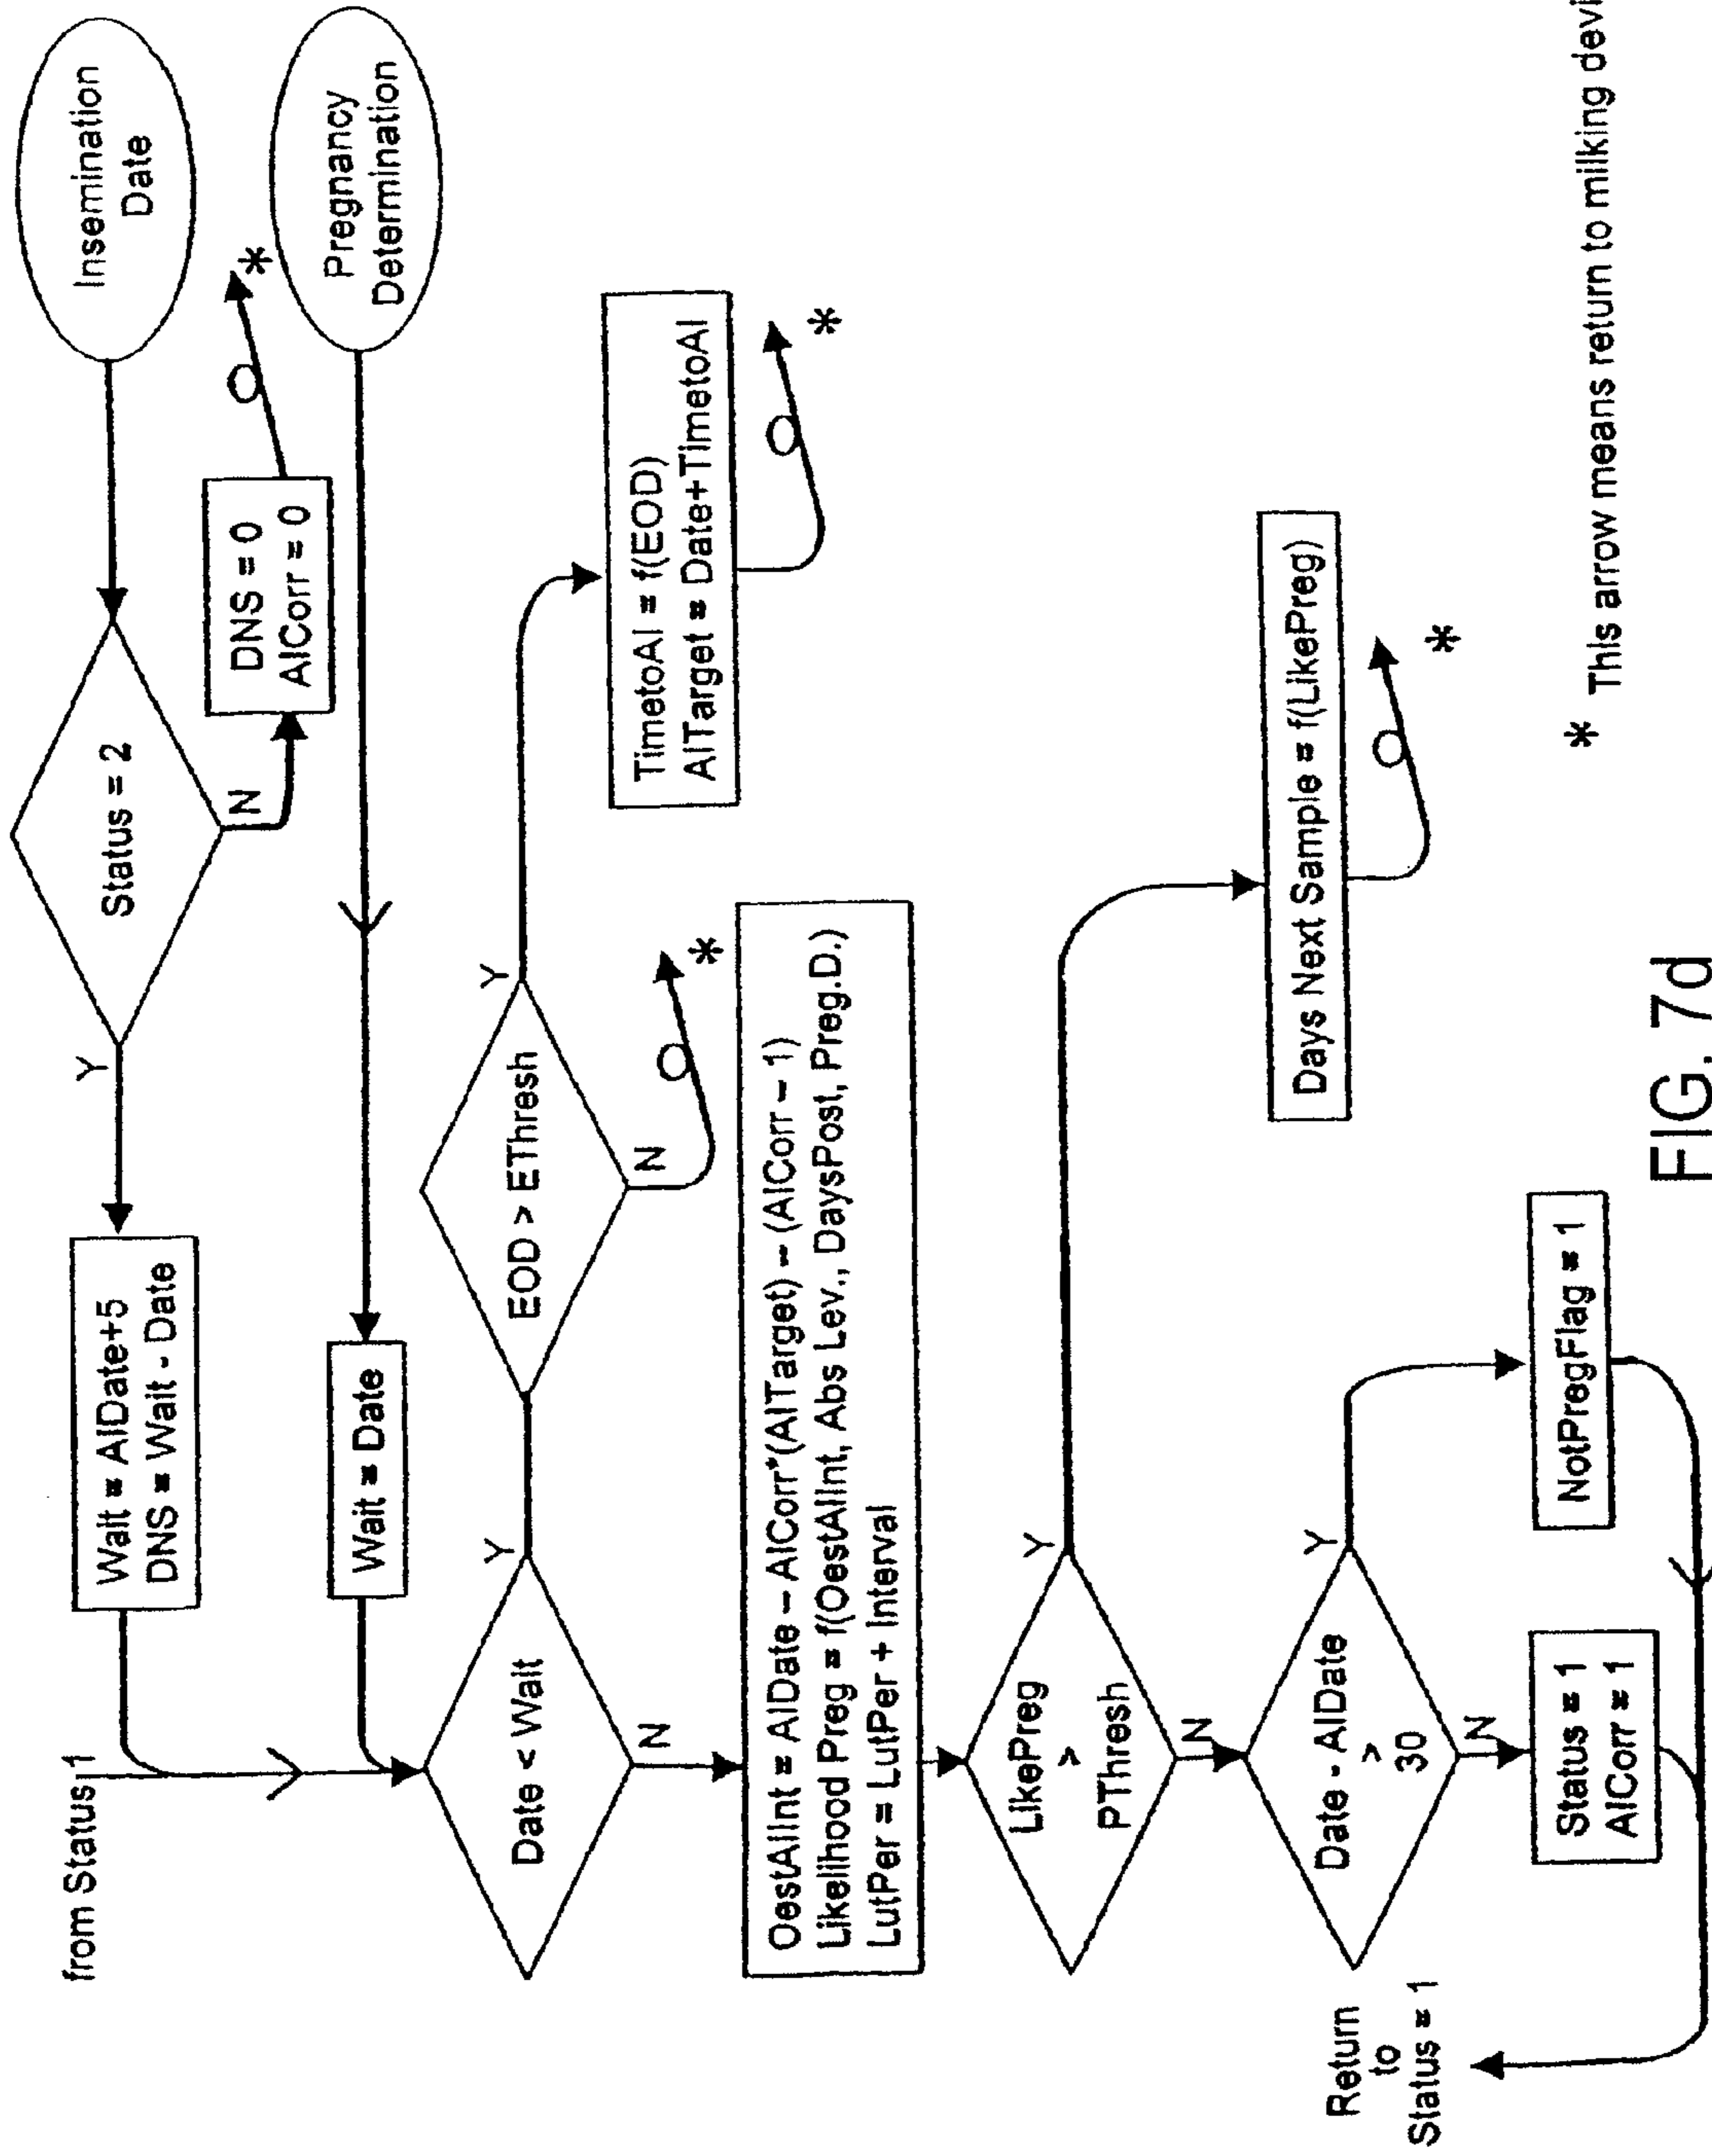 from Status 1
Wait = AIDate+5
DNS = Wait - Date
Y
Status = 2
N
Insemination
Date
DNS = 0
AICorr = 0
*
Wait = Date
Pregnancy
Determination
Date < Wait
Y
N
EOD > EThresh
Y
N
*
TimetoAI = f(EOD)
AITarget = Date+TimetoAI
*
OestAIInt = AIDate – AICorr*(AITarget) – (AICorr – 1)
Likelihood Preg = f(OestAIInt, Abs Lev., DaysPost, Preg.D.)
LutPer = LutPer + Interval
LikePreg
>
PThresh
Y
N
Days Next Sample = f(LikePreg)
*
Date - AIDate
>
30
Y
N
Return
to
Status = 1
Status = 1
AICorr = 1
NotPregFlag = 1
* This arrow means return to milking devi
FIG. 7d